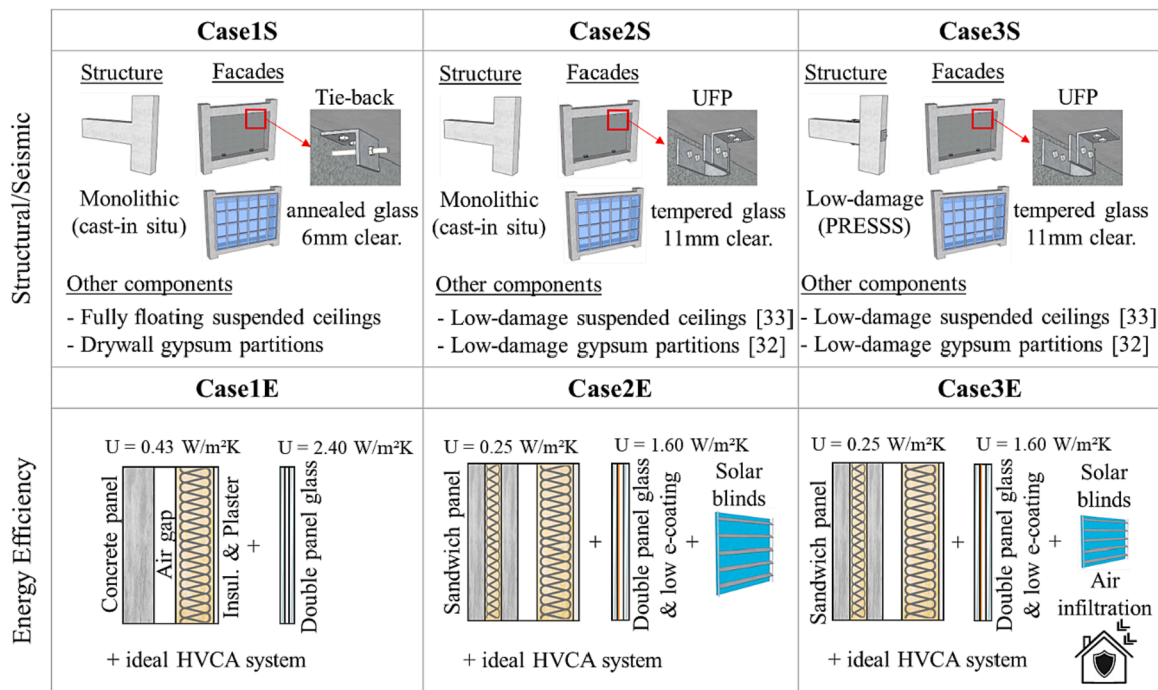 Case1S
Case2S
Case3S
Structural/Seismic
Structure
Facades
Tie-back
Monolithic
(cast-in situ)
annealed glass
6mm clear.
Other components
- Fully floating suspended ceilings
- Drywall gypsum partitions
Structure
Facades
UFP
Monolithic
(cast-in situ)
tempered glass
11mm clear.
Other components
- Low-damage suspended ceilings [33]
- Low-damage gypsum partitions [32]
Structure
Facades
UFP
Low-damage
(PRESSS)
tempered glass
11mm clear.
Other components
- Low-damage suspended ceilings [33]
- Low-damage gypsum partitions [32]
Case1E
Case2E
Case3E
Energy Efficiency
U = 0.43 W/m²K
U = 2.40 W/m²K
Concrete panel
Air gap
Insul. & Plaster
+
Double panel glass
+ ideal HVCA system
U = 0.25 W/m²K
U = 1.60 W/m²K
Sandwich panel
+
Double panel glass
& low e-coating
+
Solar
blinds
+ ideal HVCA system
U = 0.25 W/m²K
U = 1.60 W/m²K
Sandwich panel
+
Double panel glass
& low e-coating
+
Solar
blinds
Air
infiltration
+ ideal HVCA system